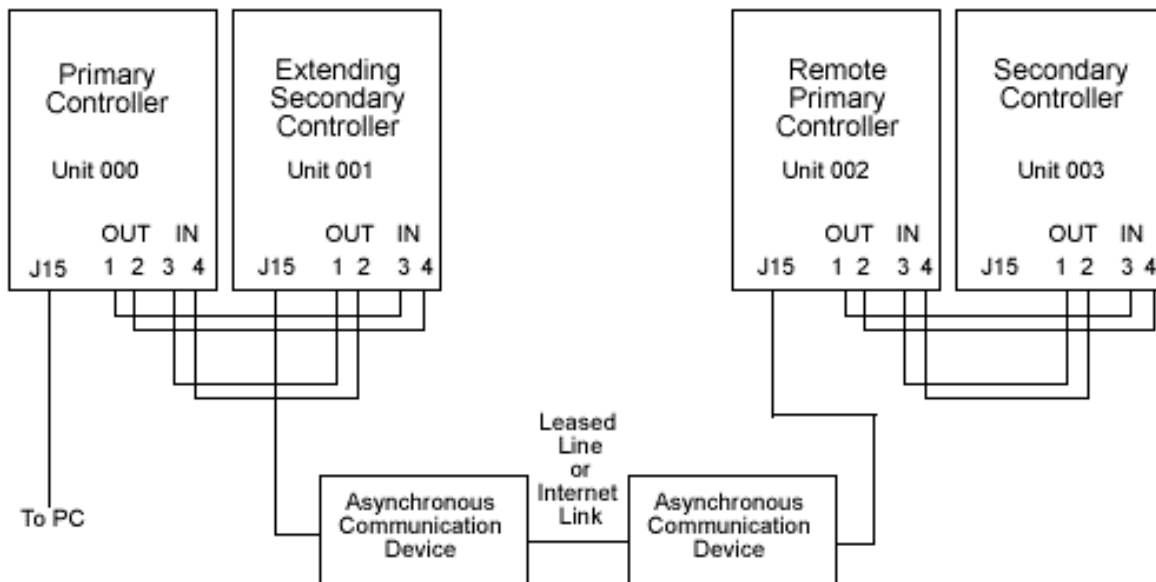 Primary
Controller
Unit 000
OUT IN
J15 1 2 3 4
Extending
Secondary
Controller
Unit 001
OUT IN
J15 1 2 3 4
Remote
Primary
Controller
Unit 002
OUT IN
J15 1 2 3 4
Secondary
Controller
Unit 003
OUT IN
J15 1 2 3 4
To PC
Asynchronous
Communication
Device
Leased
Line
or
Internet
Link
Asynchronous
Communication
Device